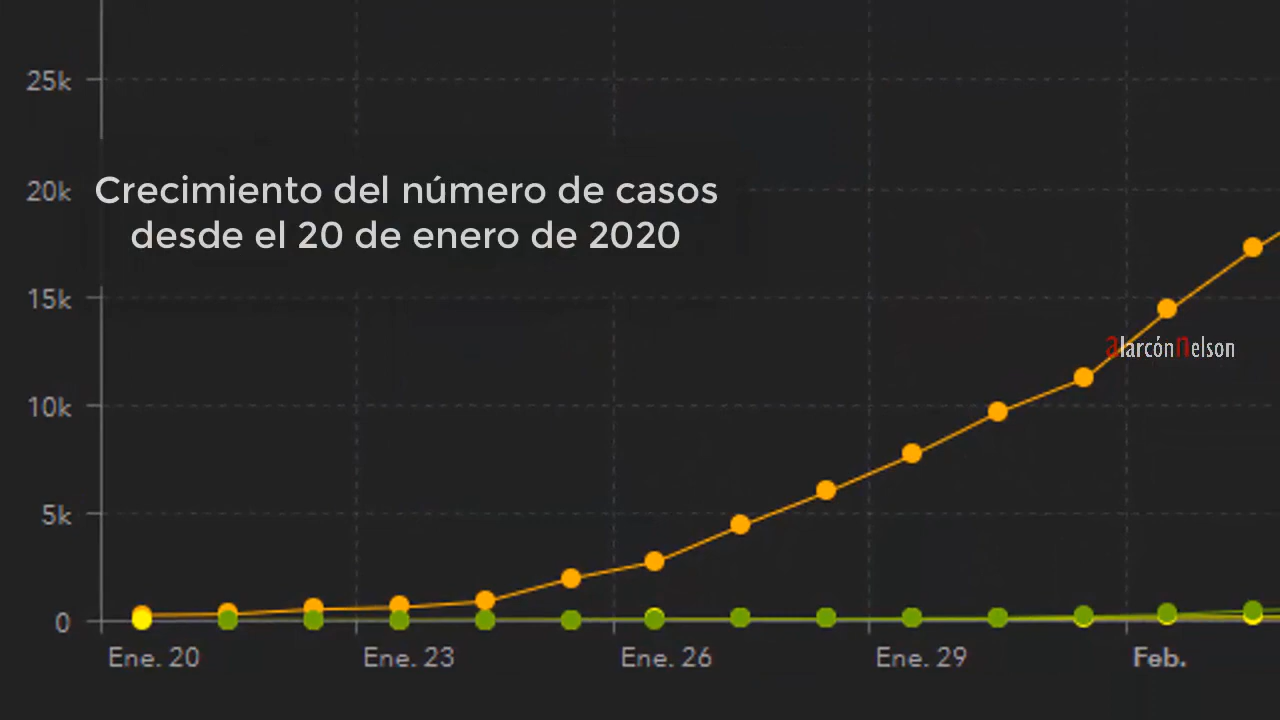 25k
20k
Crecimiento del número de casos
desde el 20 de enero de 2020
15k
alarcónnelson
10k
5k
0
Ene. 20 Ene. 23 Ene. 26 Ene. 29 Feb.